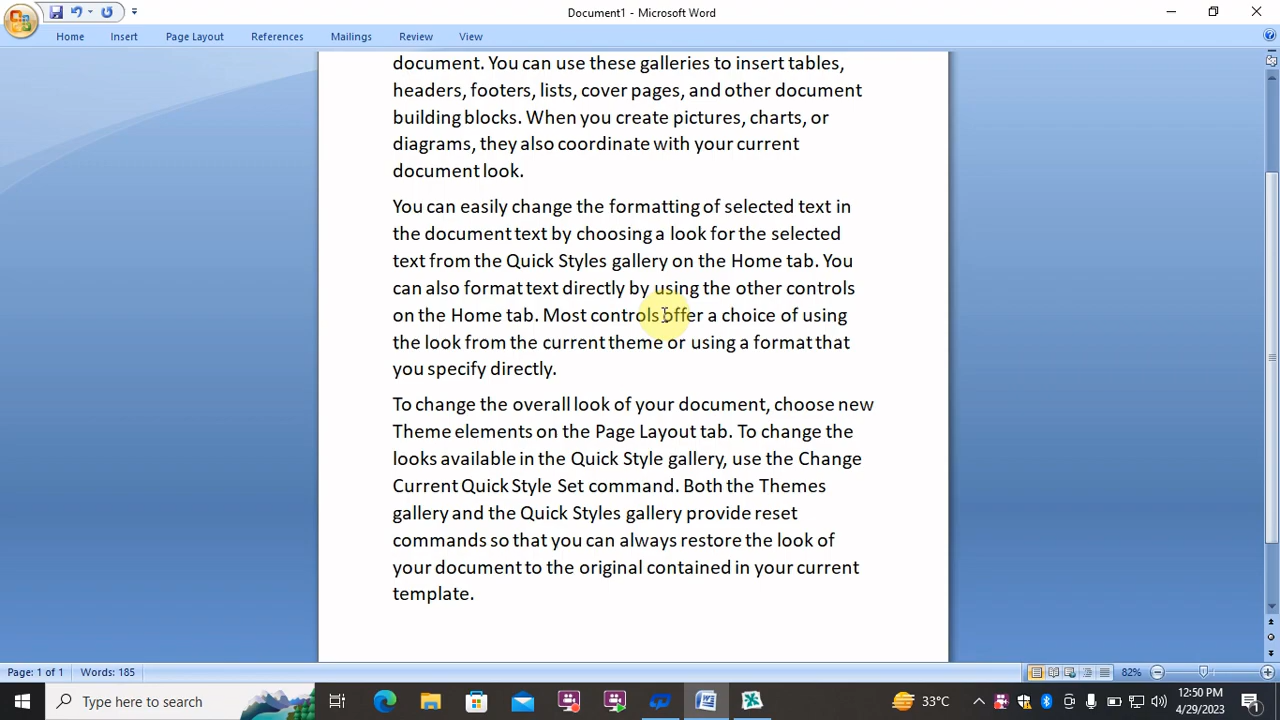 Document1 - Microsoft Word
Home Insert Page Layout References Mailings Review View
document. You can use these galleries to insert tables,
headers, footers, lists, cover pages, and other document
building blocks. When you create pictures, charts, or
diagrams, they also coordinate with your current
document look.
You can easily change the formatting of selected text in
the document text by choosing a look for the selected
text from the Quick Styles gallery on the Home tab. You
can also format text directly by using the other controls
on the Home tab. Most controls offer a choice of using
the look from the current theme or using a format that
you specify directly.
To change the overall look of your document, choose new
Theme elements on the Page Layout tab. To change the
looks available in the Quick Style gallery, use the Change
Current Quick Style Set command. Both the Themes
gallery and the Quick Styles gallery provide reset
commands so that you can always restore the look of
your document to the original contained in your current
template.
Page: 1 of 1 Words: 185 82%
Type here to search 33°C 12:50 PM
4/29/2023